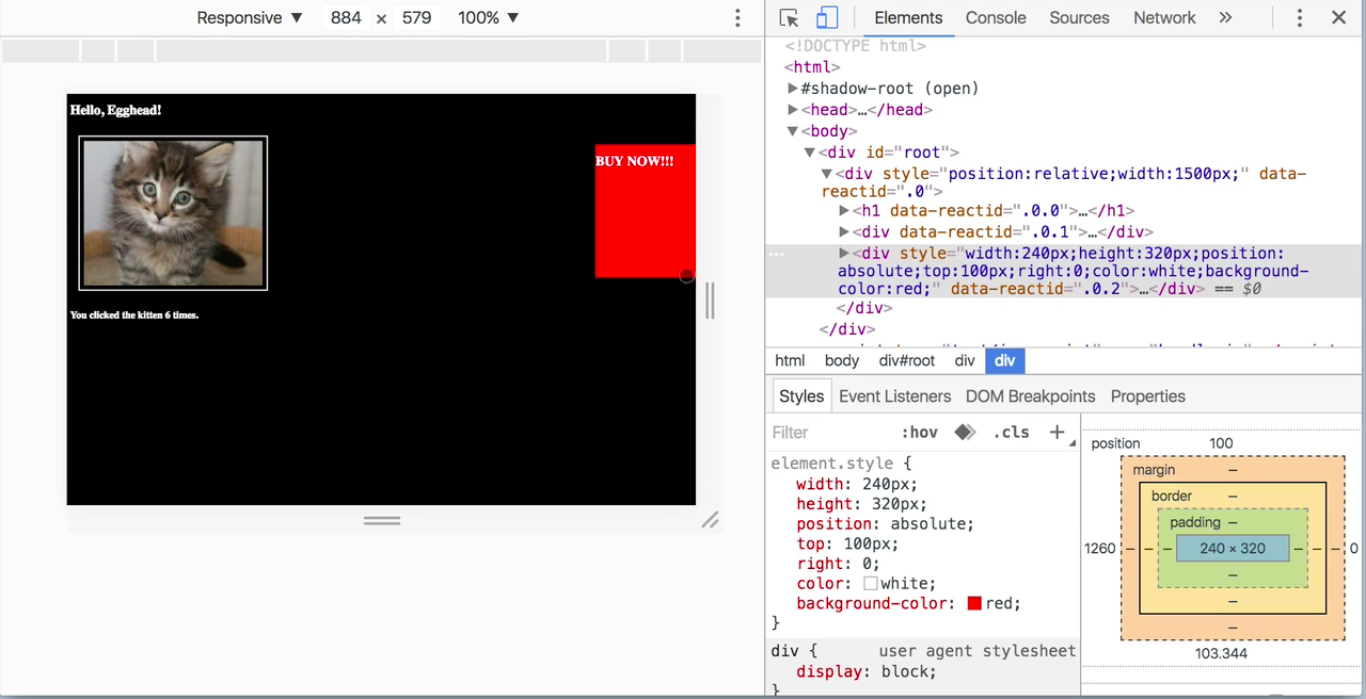 Responsive ▼ 884 × 579 100% ▼
Hello, Egghead!
BUY NOW!!!
You clicked the kitten 6 times.
Elements Console Sources Network »
<!DOCTYPE html>
<html>
▶#shadow-root (open)
▶<head>…</head>
▼<body>
▼<div id="root">
▼<div style="position:relative;width:1500px;" data-
reactid=".0">
▶<h1 data-reactid=".0.0">…</h1>
▶<div data-reactid=".0.1">…</div>
… ▶<div style="width:240px;height:320px;position:
absolute;top:100px;right:0;color:white;background-
color:red;" data-reactid=".0.2">…</div> == $0
</div>
</div>
html body div#root div div
Styles Event Listeners DOM Breakpoints Properties
Filter :hov .cls +
element.style {
width: 240px;
height: 320px;
position: absolute;
top: 100px;
right: 0;
color: white;
background-color: red;
}
div { user agent stylesheet
display: block;
}
position 100
margin –
border –
padding –
1260 – – – 240 × 320 – – – 0
–
–
–
103.344